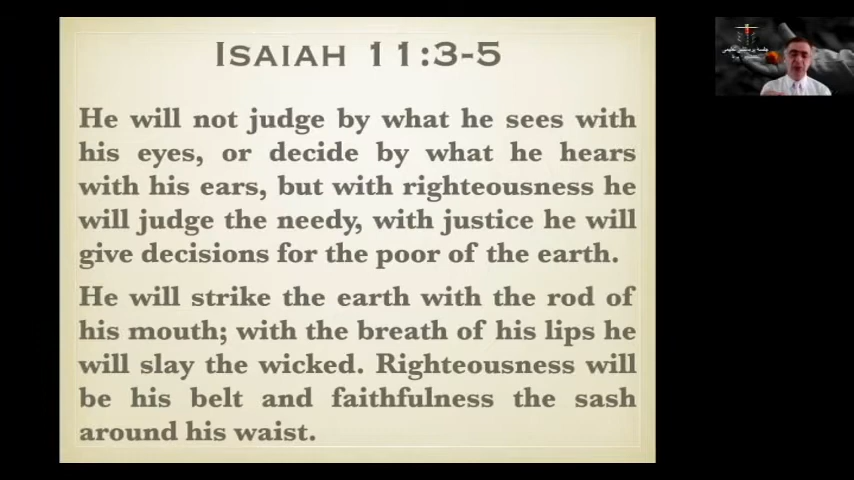 ISAIAH 11:3-5
He will not judge by what he sees with
his eyes, or decide by what he hears
with his ears, but with righteousness he
will judge the needy, with justice he will
give decisions for the poor of the earth.
He will strike the earth with the rod of
his mouth; with the breath of his lips he
will slay the wicked. Righteousness will
be his belt and faithfulness the sash
around his waist.